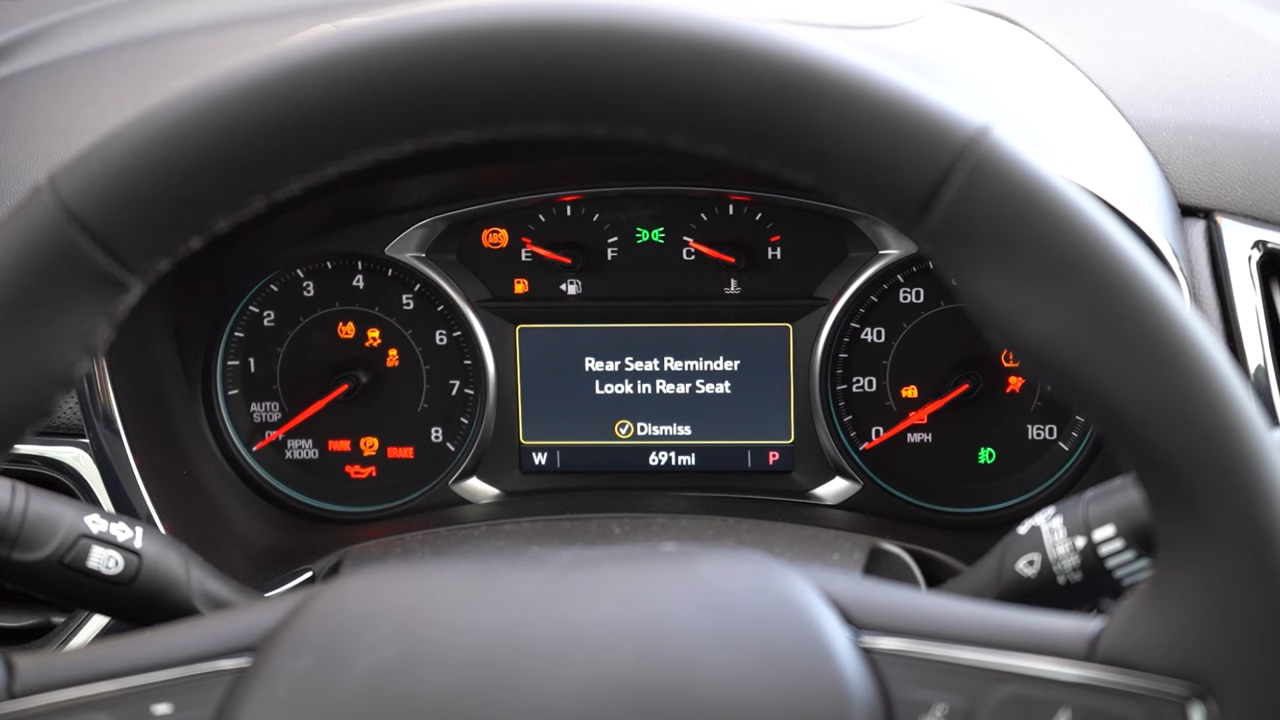 ABS
E
F
C
H
1
2
3
4
5
6
7
8
AUTO
STOP
OFF
RPM
X1000
PARK
P
BRAKE
OFF
Rear Seat Reminder
Look in Rear Seat
Dismiss
W
691mi
P
0
20
40
60
160
MPH